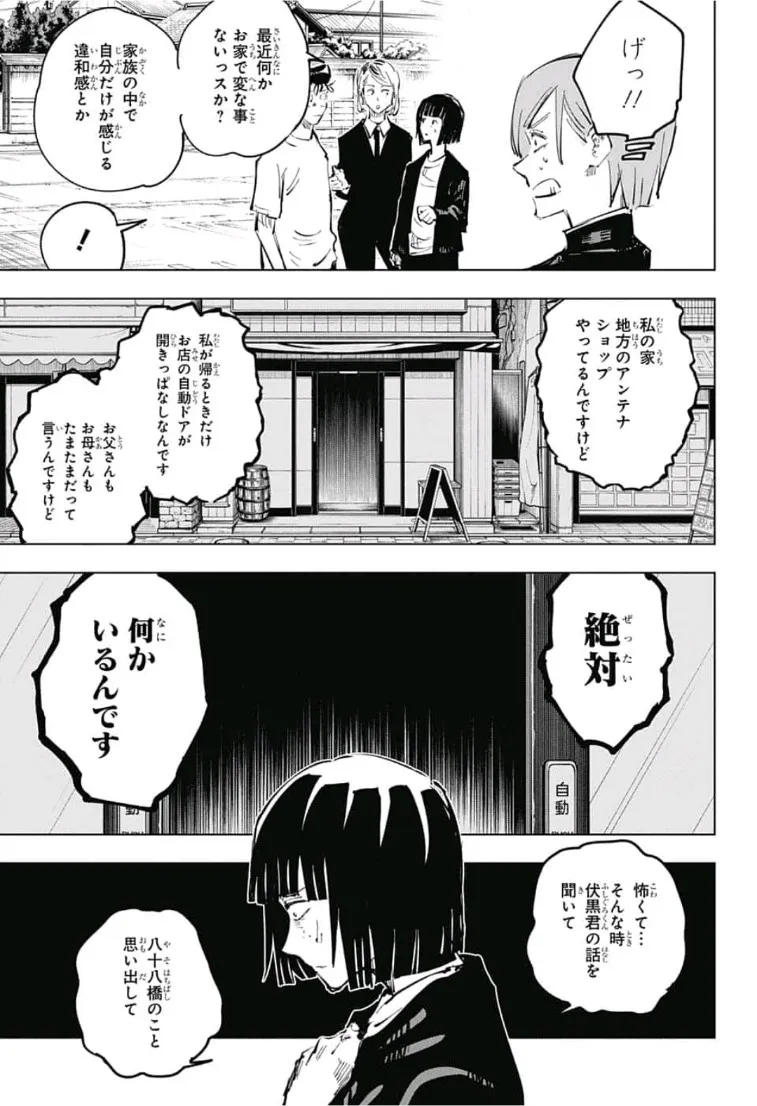 げっ!!
最近何か
お家で変な事
ないっスか?
家族の中で
自分だけが感じる
違和感とか
!
私の家
地方のアンテナ
ショップ
やってるんですけど
私が帰るときだけ
お店の自動ドアが
開きっぱなしなんです
お父さんも
お母さんも
たまたまだって
言うんですけど
絶対
何か
いるんです
自動
怖くて…
そんな時
伏黒君の話を
聞いて
八十八橋のこと
思い出して